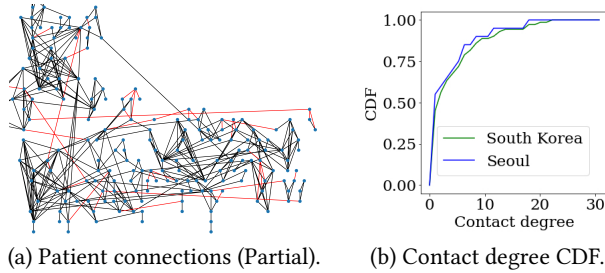 1.00
0.75
0.50
0.25
0.00
CDF
South Korea
Seoul
0 10 20 30
Contact degree
(a) Patient connections (Partial).
(b) Contact degree CDF.